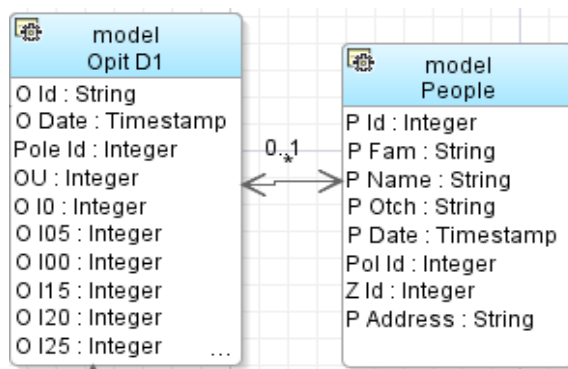 model
Opit D1
O Id : String
O Date : Timestamp
Pole Id : Integer
OU : Integer
O I0 : Integer
O I05 : Integer
O I00 : Integer
O I15 : Integer
O I20 : Integer
O I25 : Integer
...
0..1
*
model
People
P Id : Integer
P Fam : String
P Name : String
P Otch : String
P Date : Timestamp
Pol Id : Integer
Z Id : Integer
P Address : String